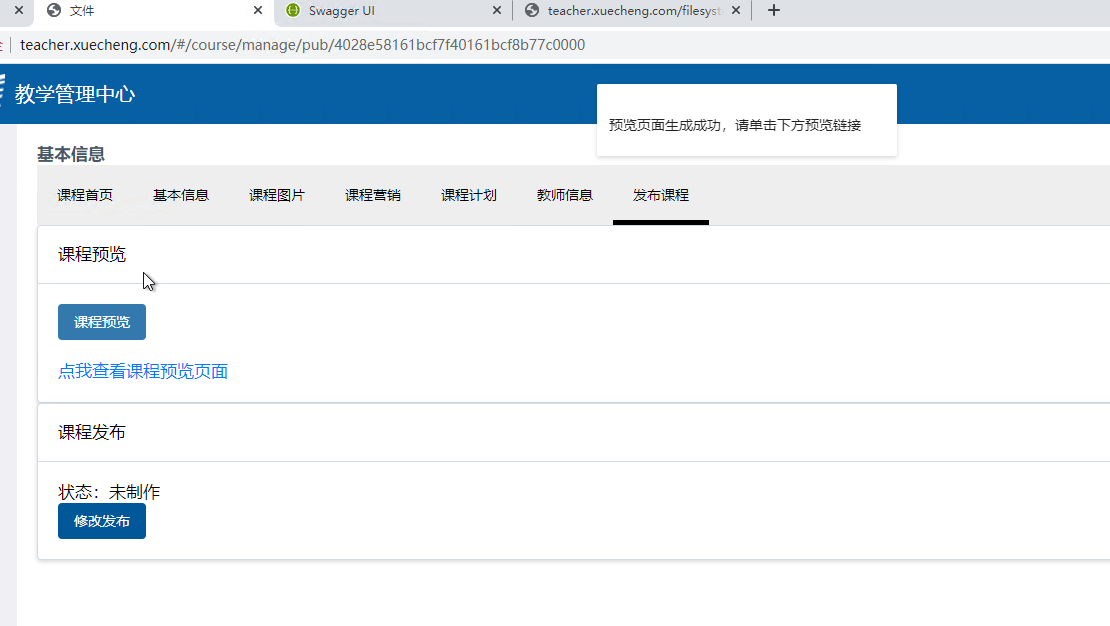 文件
Swagger UI
teacher.xuecheng.com/filesyst
teacher.xuecheng.com/#/course/manage/pub/4028e58161bcf7f40161bcf8b77c0000
教学管理中心
预览页面生成成功，请单击下方预览链接
基本信息
课程首页 基本信息 课程图片 课程营销 课程计划 教师信息 发布课程
课程预览
课程预览
点我查看课程预览页面
课程发布
状态：未制作
修改发布